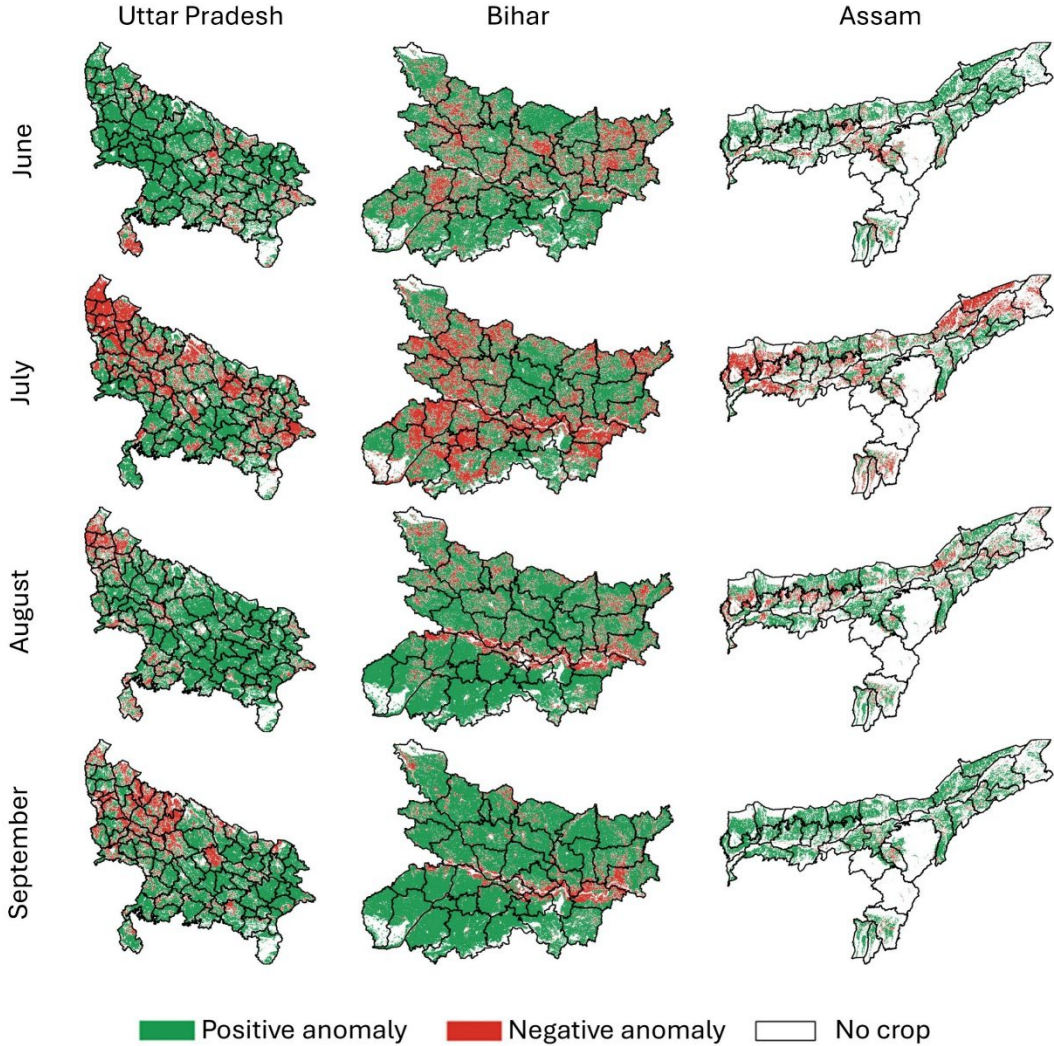 Uttar Pradesh Bihar Assam
June
July
August
September
Positive anomaly Negative anomaly No crop